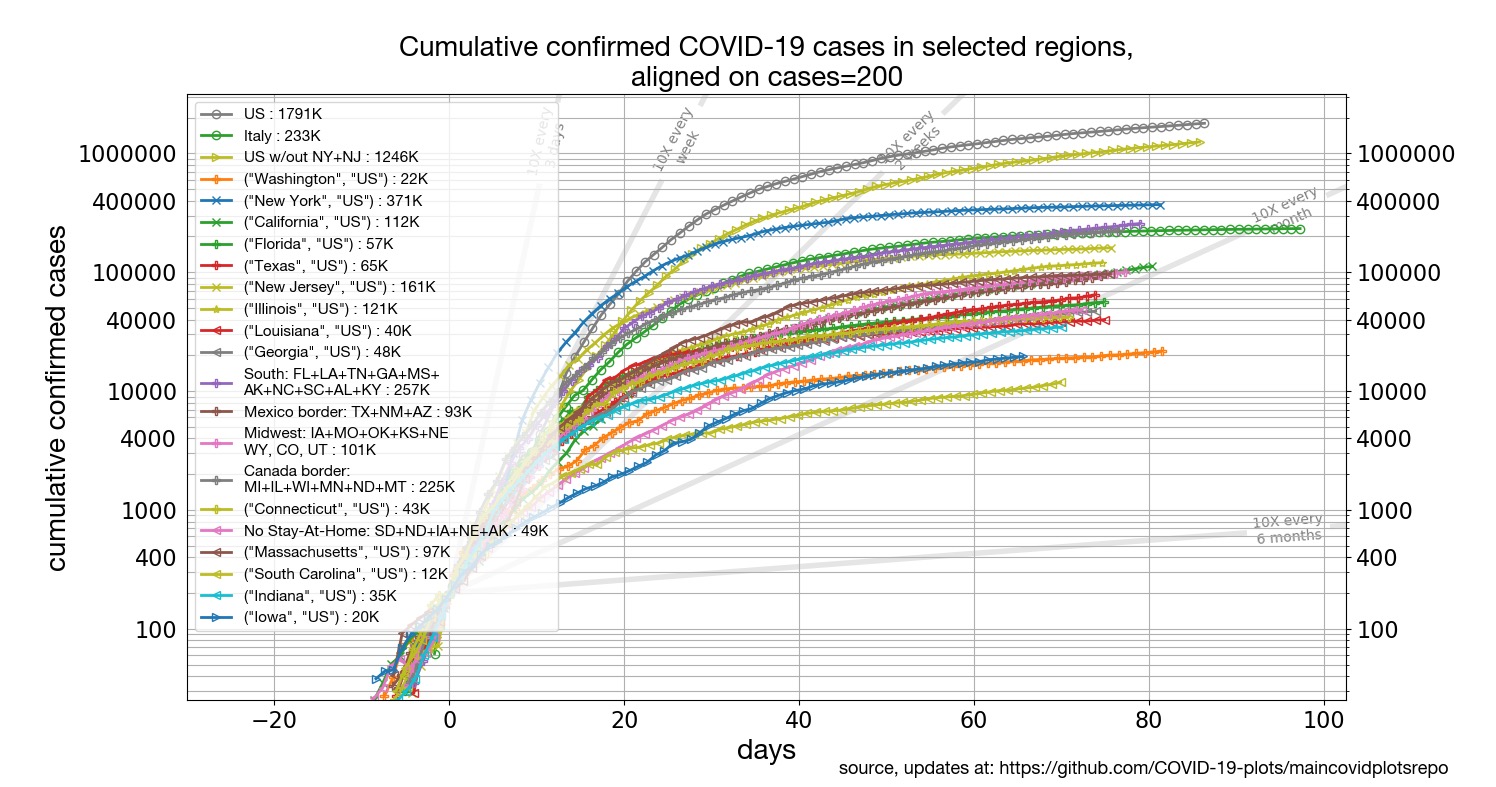 Cumulative confirmed COVID-19 cases in selected regions,
aligned on cases=200
cumulative confirmed cases
1000000
400000
100000
40000
10000
4000
1000
400
100
US : 1791K
Italy : 233K
US w/out NY+NJ : 1246K
("Washington", "US") : 22K
("New York", "US") : 371K
("California", "US") : 112K
("Florida", "US") : 57K
("Texas", "US") : 65K
("New Jersey", "US") : 161K
("Illinois", "US") : 121K
("Louisiana", "US") : 40K
("Georgia", "US") : 48K
South: FL+LA+TN+GA+MS+
AK+NC+SC+AL+KY : 257K
Mexico border: TX+NM+AZ : 93K
Midwest: IA+MO+OK+KS+NE
WY, CO, UT : 101K
Canada border:
MI+IL+WI+MN+ND+MT : 225K
("Connecticut", "US") : 43K
No Stay-At-Home: SD+ND+IA+NE+AK : 49K
("Massachusetts", "US") : 97K
("South Carolina", "US") : 12K
("Indiana", "US") : 35K
("Iowa", "US") : 20K
10X every
3 days
10X every
week
10X every
2 weeks
10X every
month
10X every
6 months
1000000
400000
100000
40000
10000
4000
1000
400
100
−20
0
20
40
60
80
100
days
source, updates at: https://github.com/COVID-19-plots/maincovidplotsrepo